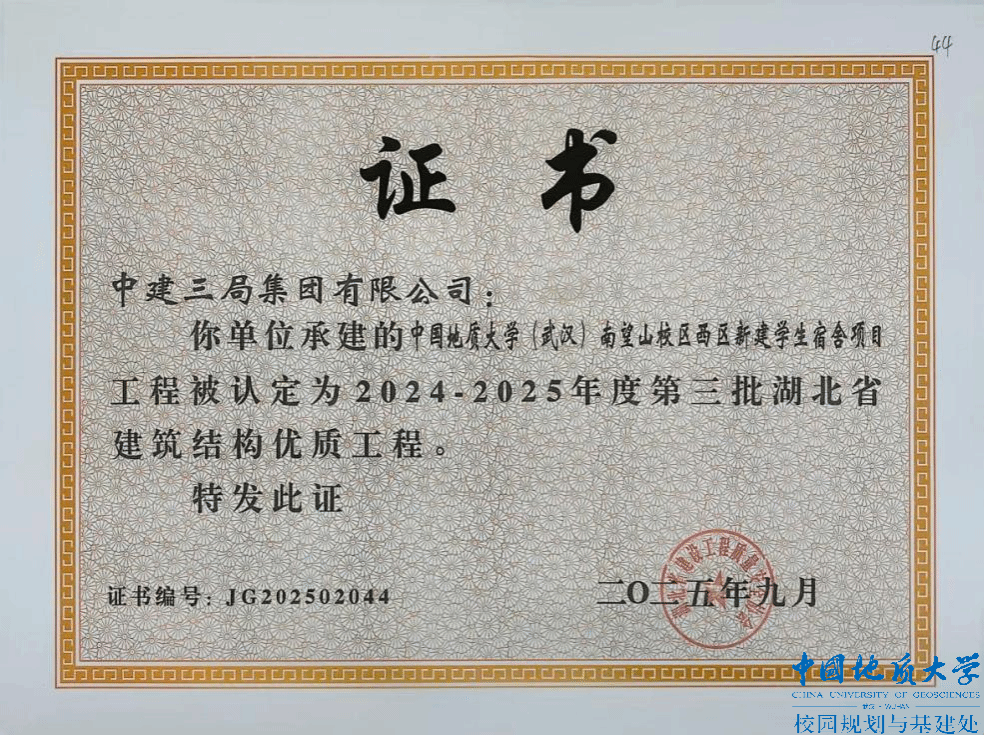 44
证书
中建三局集团有限公司：
你单位承建的中国地质大学（武汉）南望山校区西区新建学生宿舍项目
工程被认定为2024-2025年度第三批湖北省
建筑结构优质工程。
特发此证
证书编号：JG202502044
二〇二五年九月
中国地质大学
CHINA UNIVERSITY OF GEOSCIENCES
武汉·WUHAN
校园规划与基建处